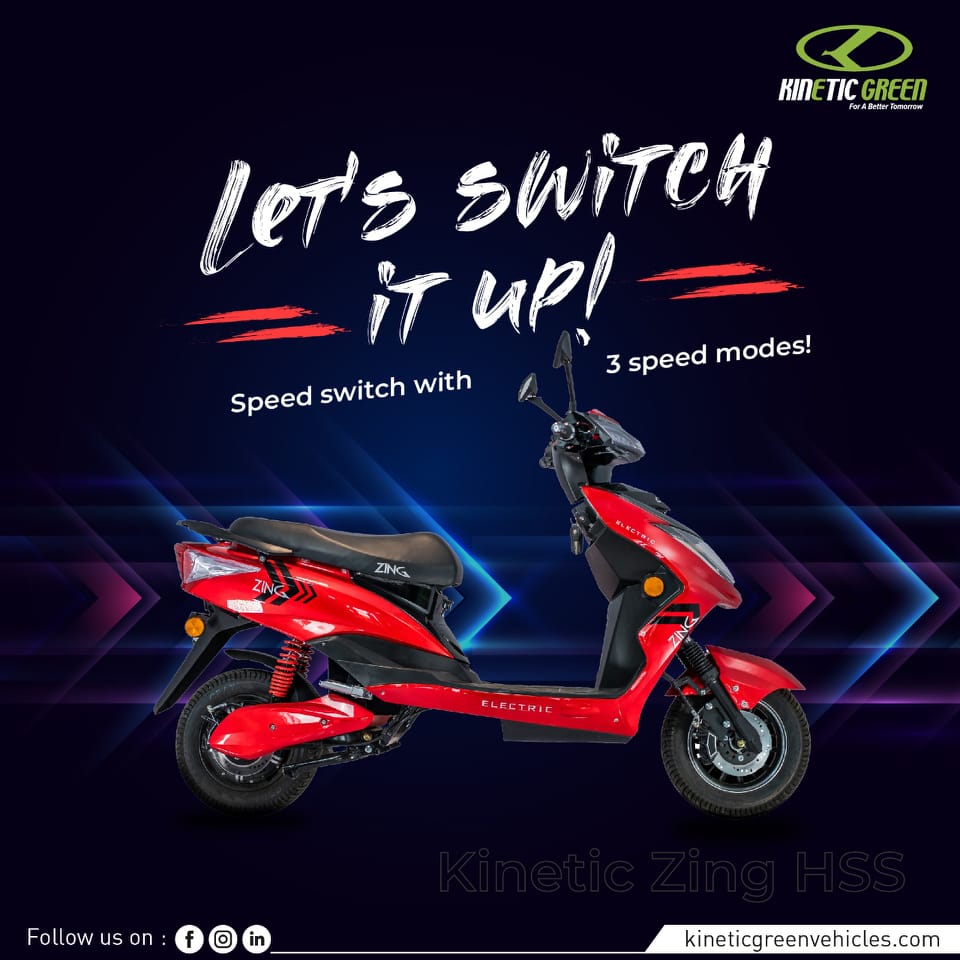 KINETIC GREEN
For A Better Tomorrow
LET'S SWITCH
IT UP!
Speed switch with
3 speed modes!
ELECTRIC
ZING
ZING
ZING
ELECTRIC
Kinetic Zing HSS
Follow us on :
kineticgreenvehicles.com